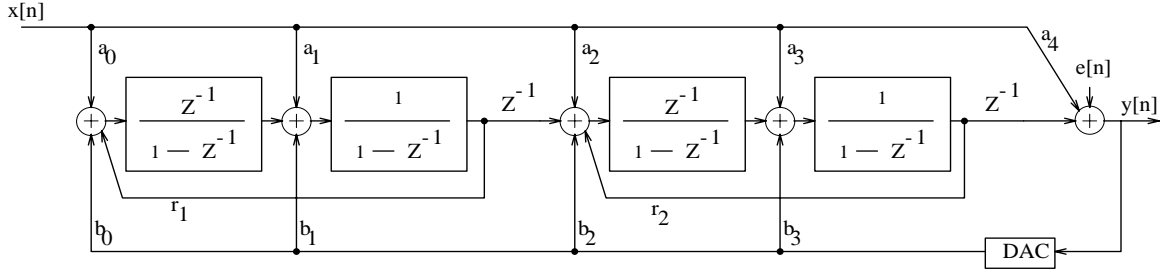 x[n]
a0 a1 a2 a3 a4
e[n]
Z^-1 / 1 — Z^-1
1 / 1 — Z^-1
Z^-1
Z^-1 / 1 — Z^-1
1 / 1 — Z^-1
Z^-1
y[n]
+ + + + +
r1 r2
b0 b1 b2 b3
DAC